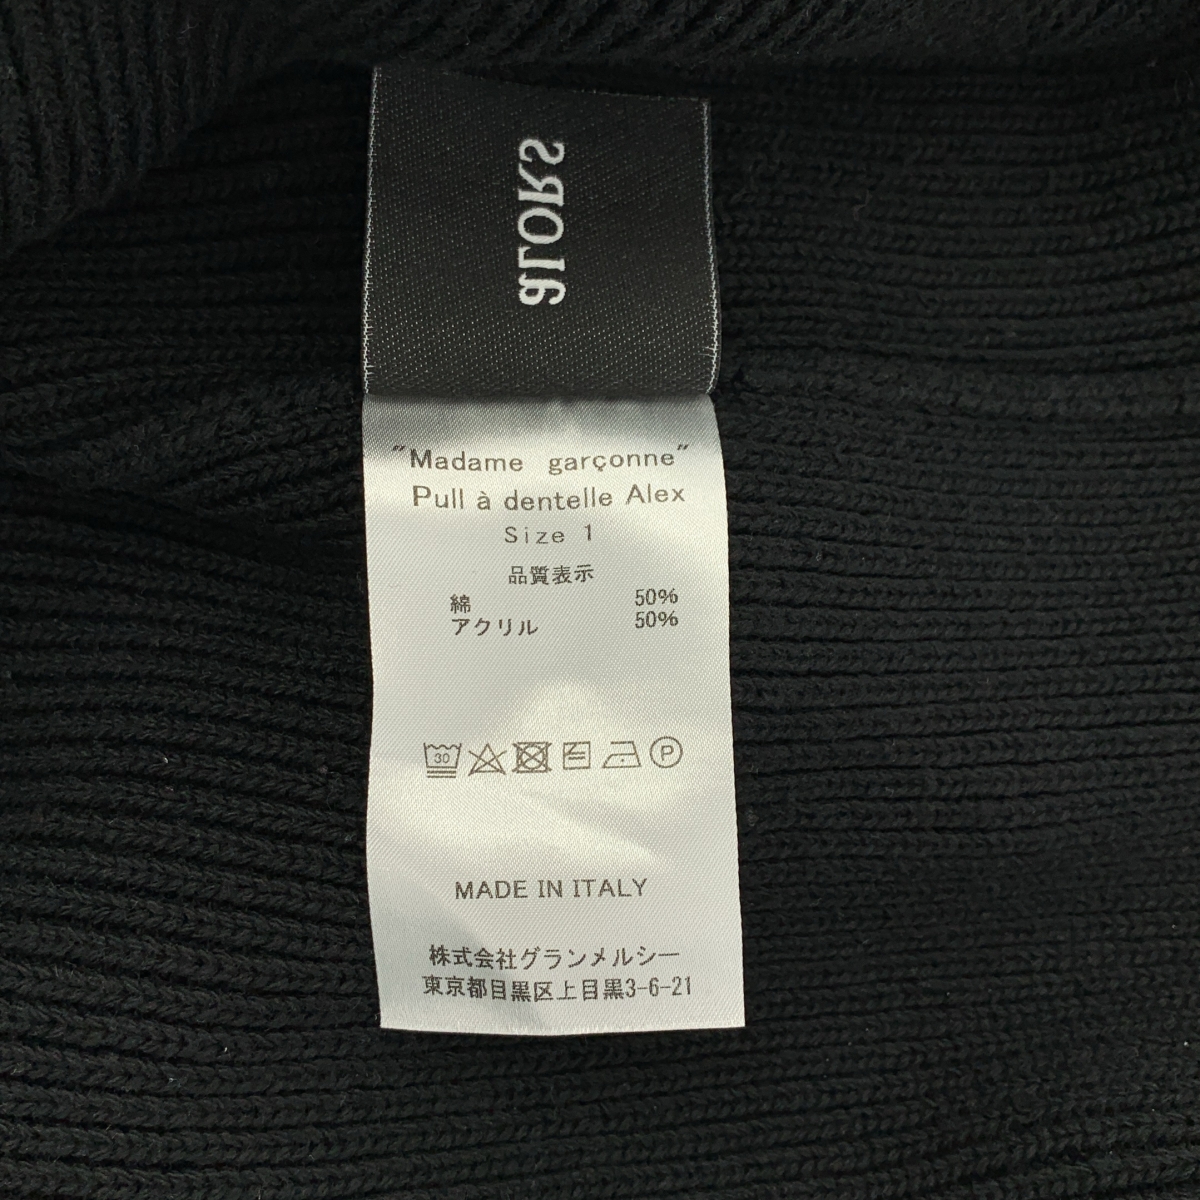 aLORS
"Madame garçonne"
Pull à dentelle Alex
Size 1
品質表示
綿 50%
アクリル 50%
30 P
MADE IN ITALY
株式会社グランメルシー
東京都目黒区上目黒3-6-21